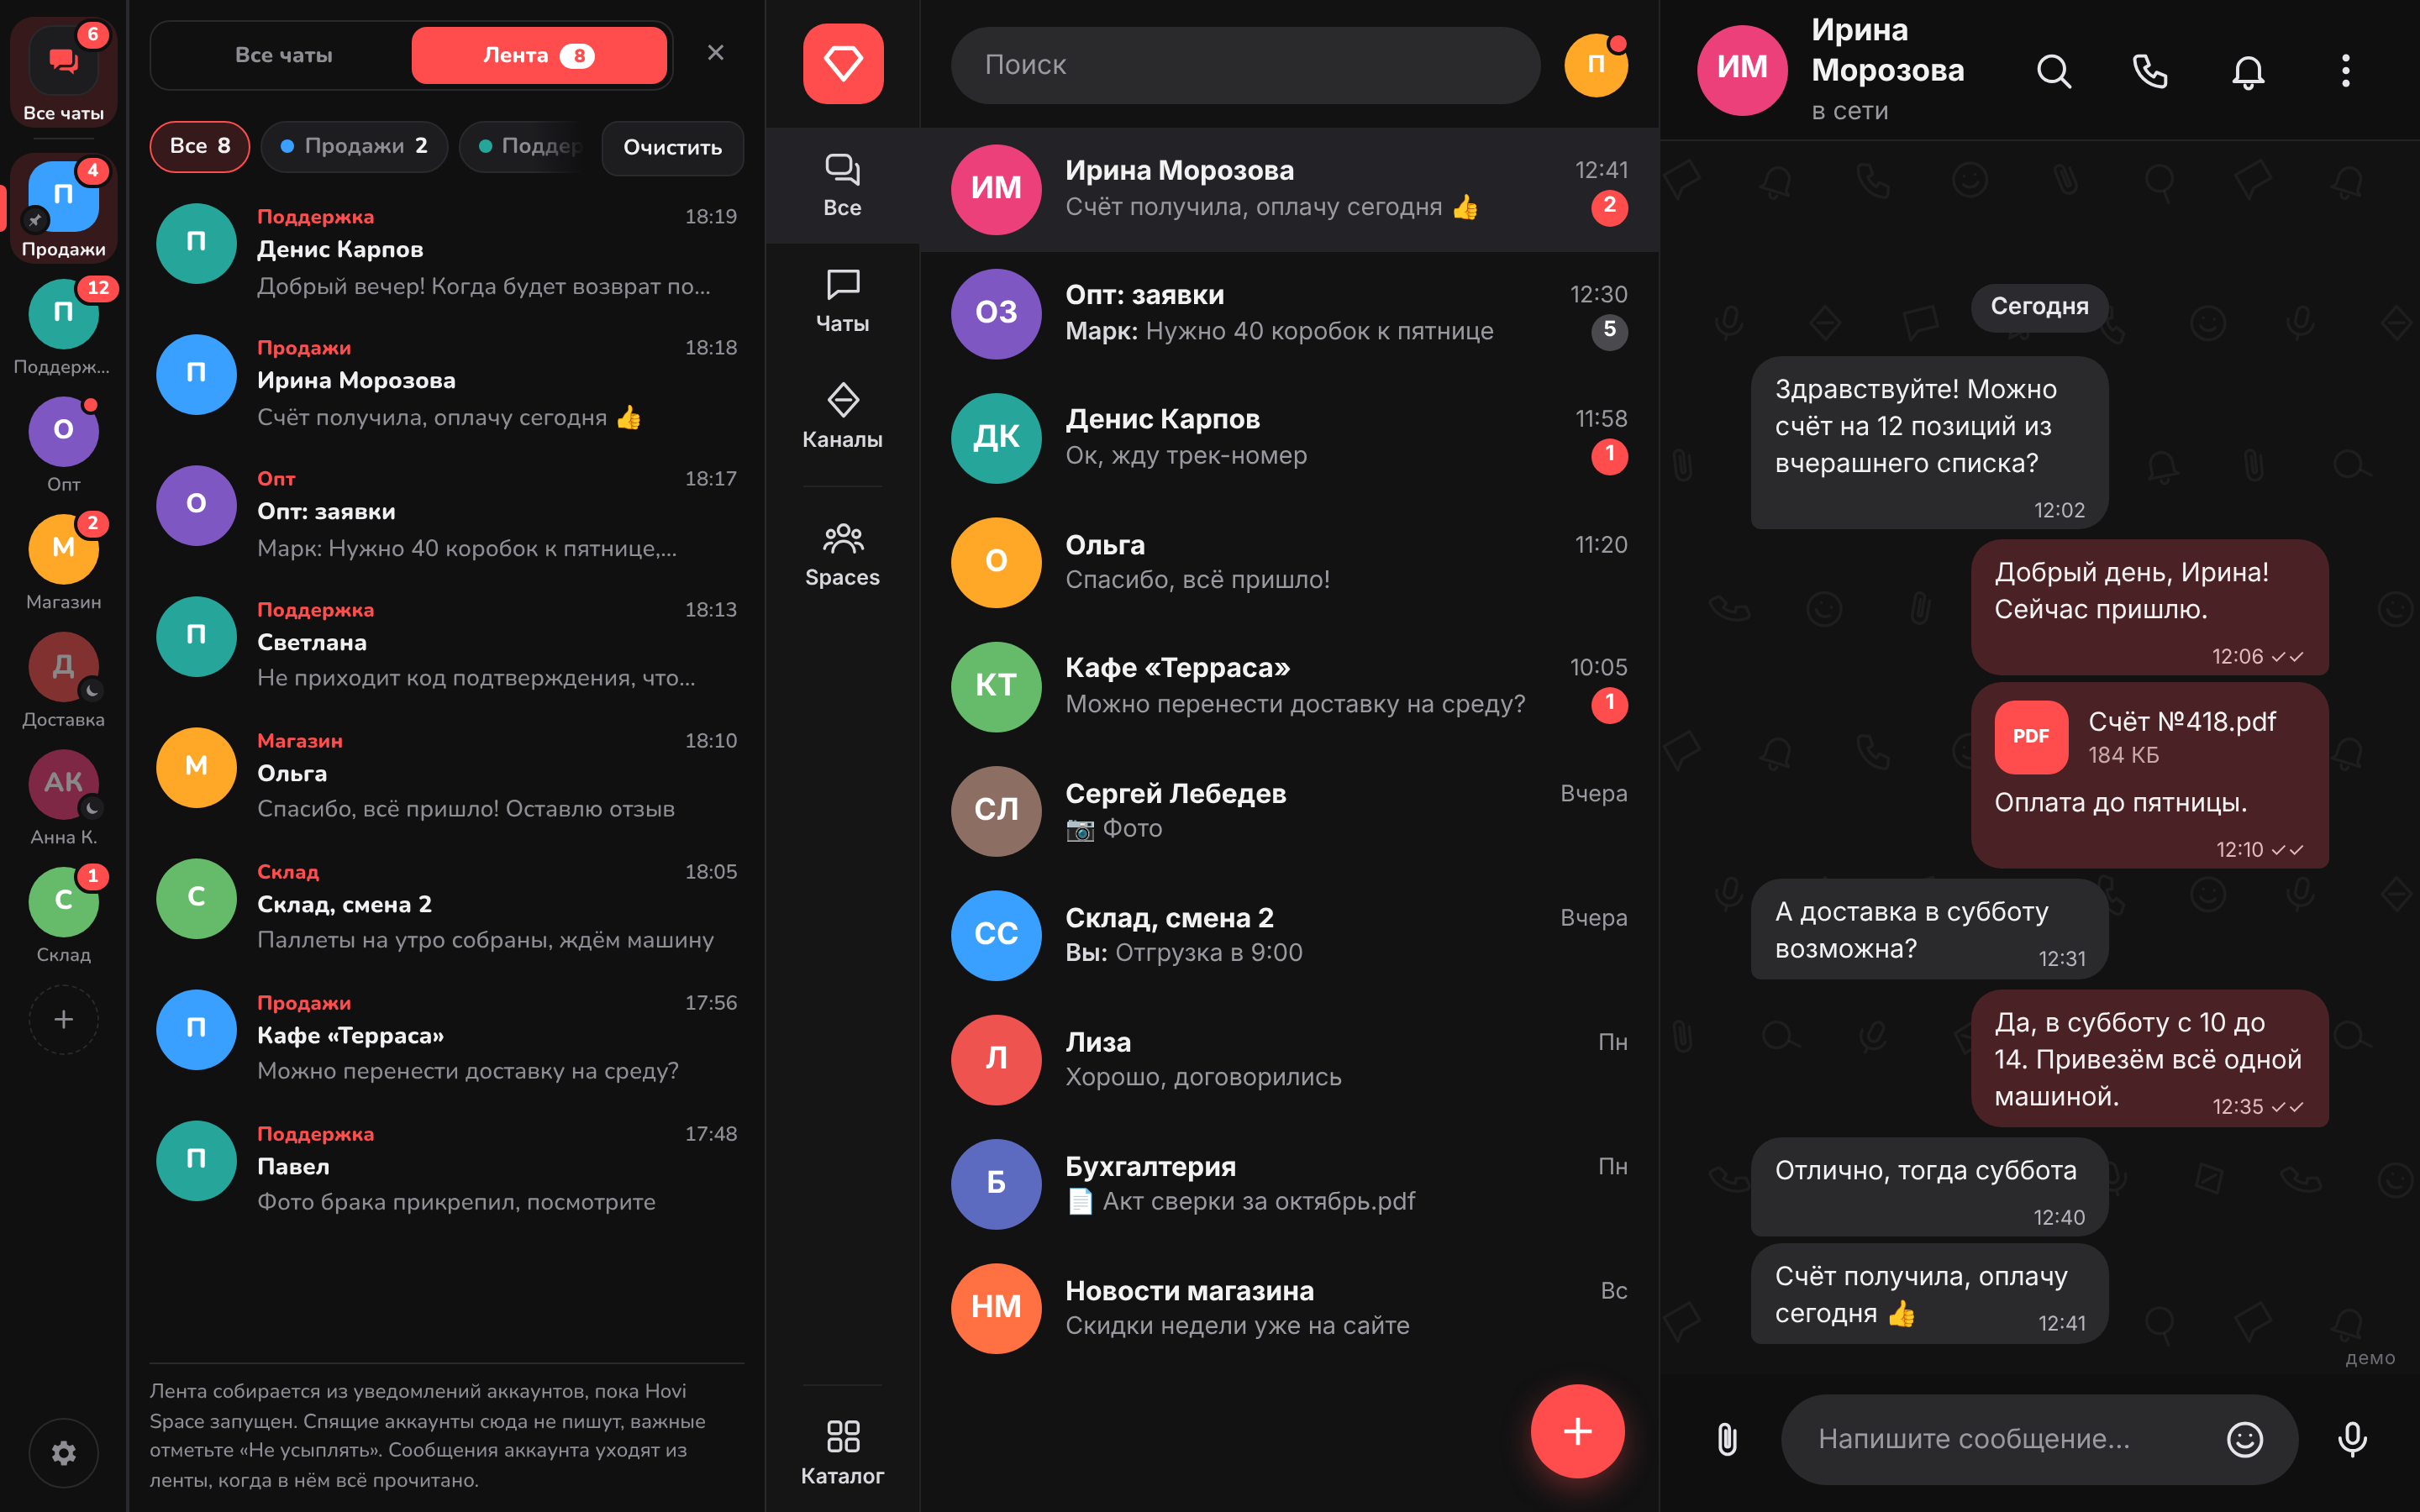 6
Все чаты
4
П
Продажи
12
П
Поддерж...
О
Опт
2
М
Магазин
Д
Доставка
АК
Анна К.
1
С
Склад
Все чаты
Лента 8
Все 8
Продажи 2
Поддер
Очистить
П
Поддержка 18:19
Денис Карпов
Добрый вечер! Когда будет возврат по...
П
Продажи 18:18
Ирина Морозова
Счёт получила, оплачу сегодня 👍
О
Опт 18:17
Опт: заявки
Марк: Нужно 40 коробок к пятнице,...
П
Поддержка 18:13
Светлана
Не приходит код подтверждения, что...
М
Магазин 18:10
Ольга
Спасибо, всё пришло! Оставлю отзыв
С
Склад 18:05
Склад, смена 2
Паллеты на утро собраны, ждём машину
П
Продажи 17:56
Кафе «Терраса»
Можно перенести доставку на среду?
П
Поддержка 17:48
Павел
Фото брака прикрепил, посмотрите
Лента собирается из уведомлений аккаунтов, пока Hovi
Space запущен. Спящие аккаунты сюда не пишут, важные
отметьте «Не усыплять». Сообщения аккаунта уходят из
ленты, когда в нём всё прочитано.
Все
Чаты
Каналы
Spaces
Каталог
Поиск
П
ИМ
Ирина Морозова 12:41
Счёт получила, оплачу сегодня 👍 2
ОЗ
Опт: заявки 12:30
Марк: Нужно 40 коробок к пятнице 5
ДК
Денис Карпов 11:58
Ок, жду трек-номер 1
О
Ольга 11:20
Спасибо, всё пришло!
КТ
Кафе «Терраса» 10:05
Можно перенести доставку на среду? 1
СЛ
Сергей Лебедев Вчера
📷 Фото
СС
Склад, смена 2 Вчера
Вы: Отгрузка в 9:00
Л
Лиза Пн
Хорошо, договорились
Б
Бухгалтерия Пн
📄 Акт сверки за октябрь.pdf
НМ
Новости магазина Вс
Скидки недели уже на сайте
ИМ
Ирина
Морозова
в сети
Сегодня
Здравствуйте! Можно
счёт на 12 позиций из
вчерашнего списка?
12:02
Добрый день, Ирина!
Сейчас пришлю.
12:06
PDF
Счёт №418.pdf
184 КБ
Оплата до пятницы.
12:10
А доставка в субботу
возможна? 12:31
Да, в субботу с 10 до
14. Привезём всё одной
машиной. 12:35
Отлично, тогда суббота
12:40
Счёт получила, оплачу
сегодня 👍 12:41
демо
Напишите сообщение...